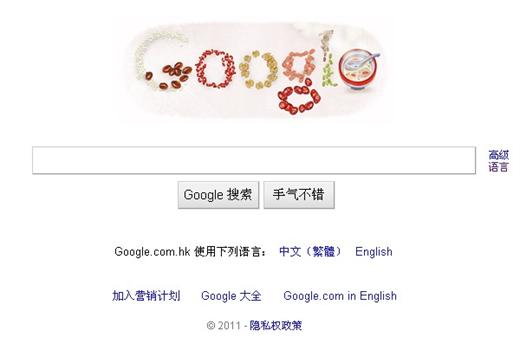 Google
高级
语言
Google 搜索 手气不错
Google.com.hk 使用下列语言： 中文（繁體） English
加入营销计划 Google 大全 Google.com in English
© 2011 - 隐私权政策